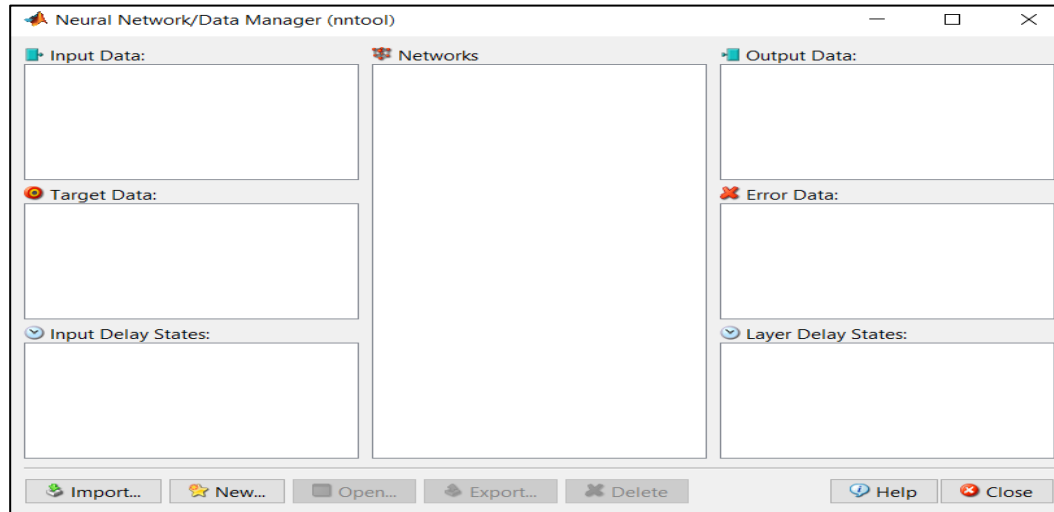 Neural Network/Data Manager (nntool)
Input Data:
Networks
Output Data:
Target Data:
Error Data:
Input Delay States:
Layer Delay States:
Import...
New...
Open...
Export...
Delete
Help
Close